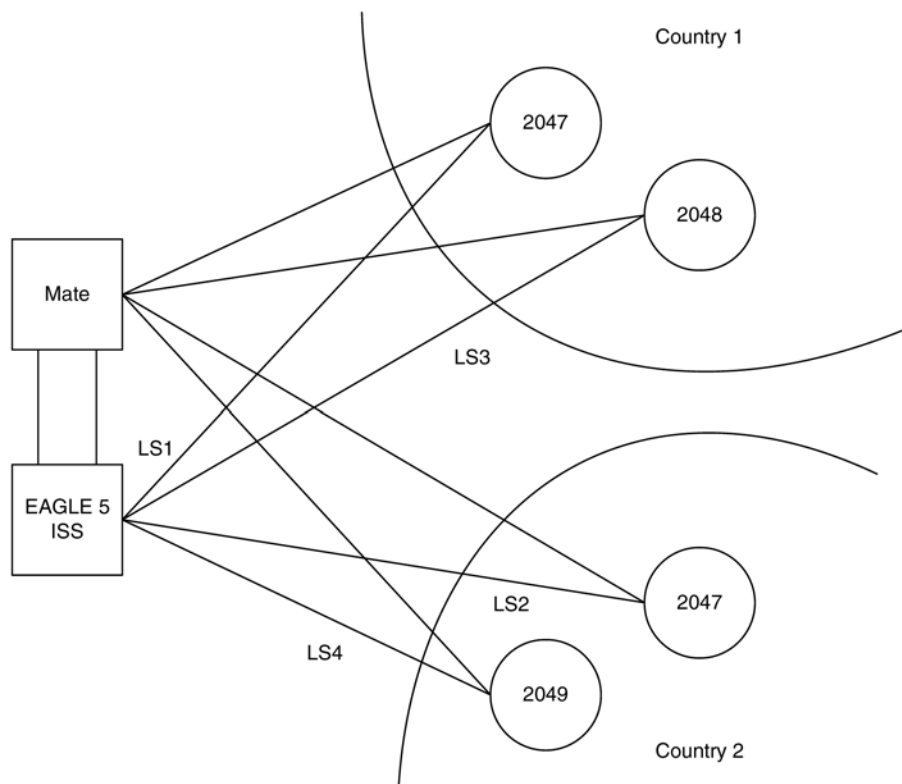 Country 1
2047
2048
Mate
LS3
LS1
EAGLE 5
ISS
LS2
2047
LS4
2049
Country 2